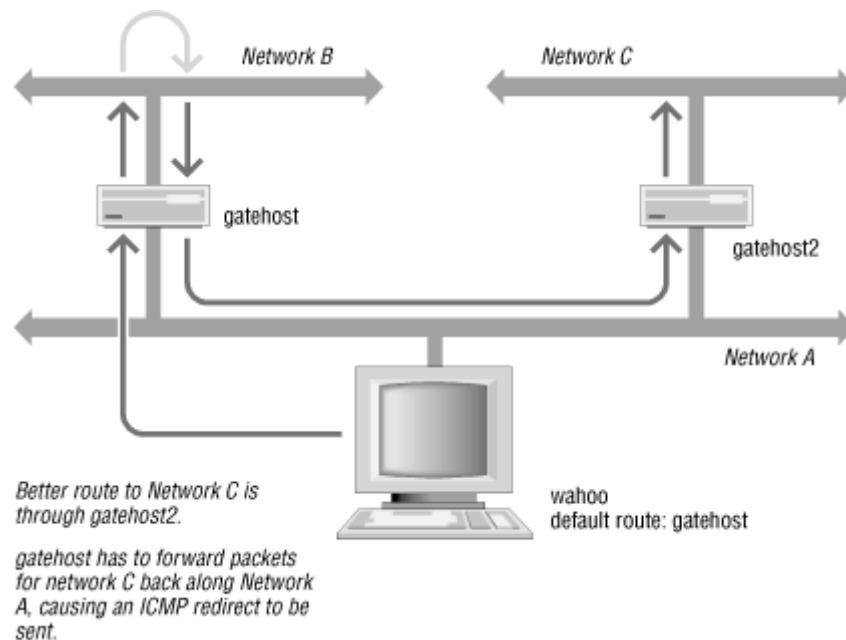 Network B
Network C
gatehost
gatehost2
Network A
Better route to Network C is
through gatehost2.
gatehost has to forward packets
for network C back along Network
A, causing an ICMP redirect to be
sent.
wahoo
default route: gatehost